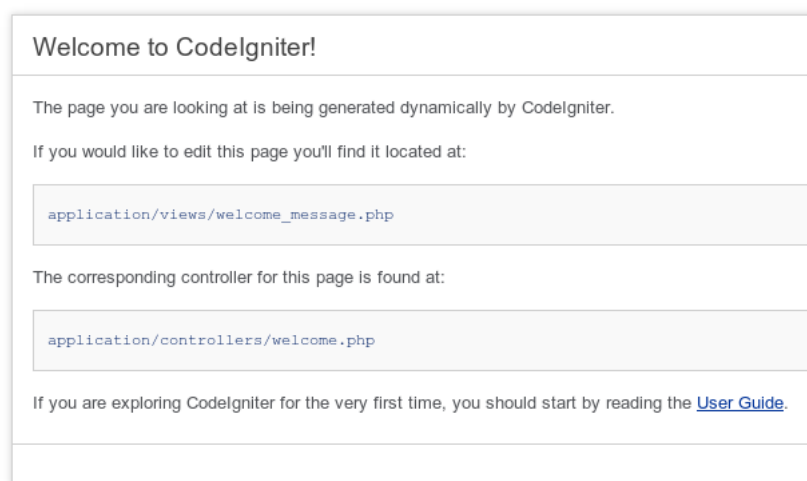 Welcome to CodeIgniter!
The page you are looking at is being generated dynamically by CodeIgniter.
If you would like to edit this page you'll find it located at:
application/views/welcome_message.php
The corresponding controller for this page is found at:
application/controllers/welcome.php
If you are exploring CodeIgniter for the very first time, you should start by reading the User Guide.